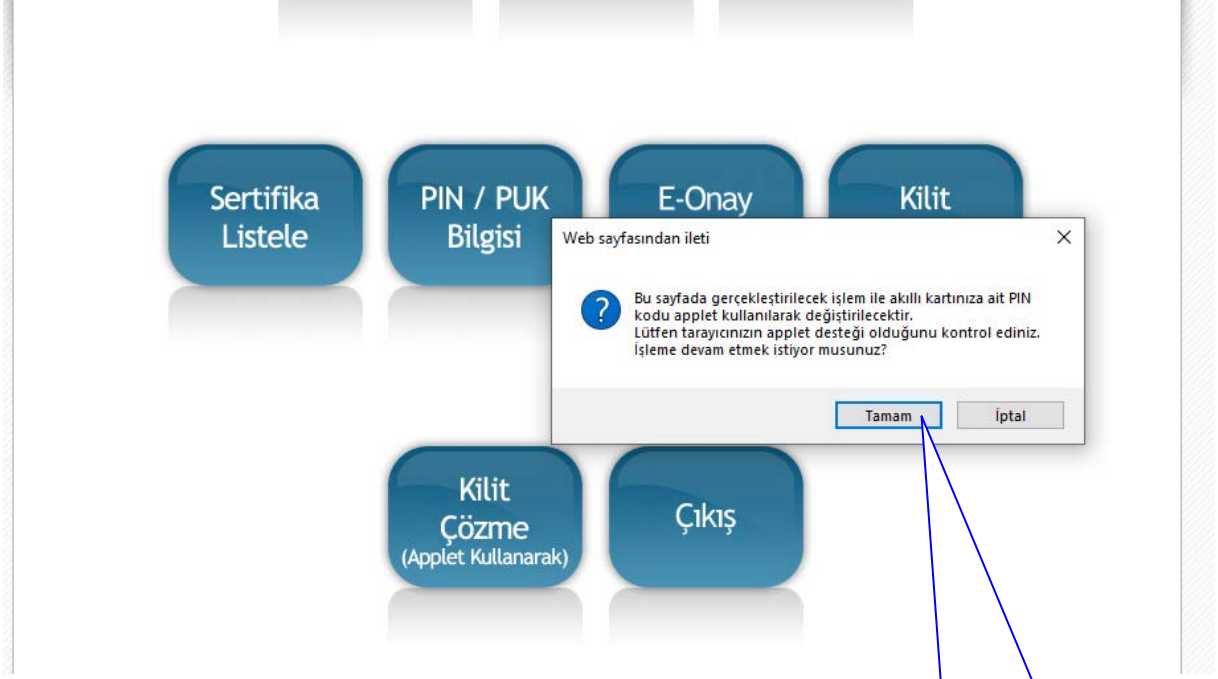 Sertifika
Listele
PIN / PUK
Bilgisi
E-Onay
Kilit
Web sayfasından ileti
Bu sayfada gerçekleştirilecek işlem ile akıllı kartınıza ait PIN
kodu applet kullanılarak değiştirilecektir.
Lütfen tarayıcınızın applet desteği olduğunu kontrol ediniz.
İşleme devam etmek istiyor musunuz?
Tamam
İptal
Kilit
Çözme
(Applet Kullanarak)
Çıkış